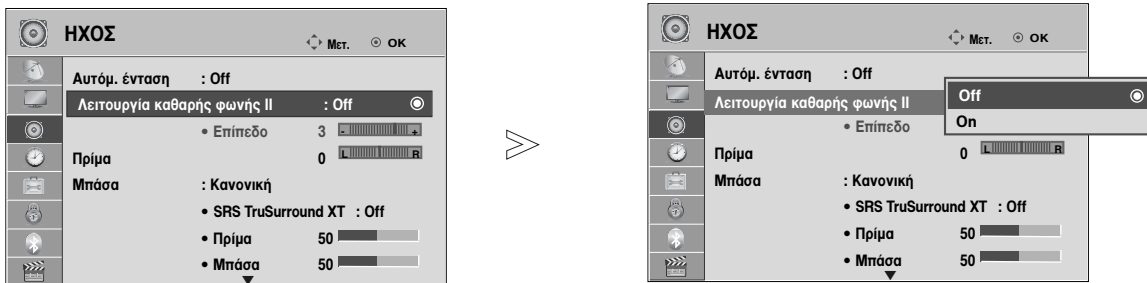 ΗΧΟΣ
Μετ. OK
Αυτόμ. ένταση : Off
Λειτουργία καθαρής φωνής II : Off
• Επίπεδο 3 - +
Πρίμα 0 L R
Μπάσα : Κανονική
• SRS TruSurround XT : Off
• Πρίμα 50
• Μπάσα 50
ΗΧΟΣ
Μετ. OK
Αυτόμ. ένταση : Off
Λειτουργία καθαρής φωνής II
Off
On
• Επίπεδο
Πρίμα 0 L R
Μπάσα : Κανονική
• SRS TruSurround XT : Off
• Πρίμα 50
• Μπάσα 50